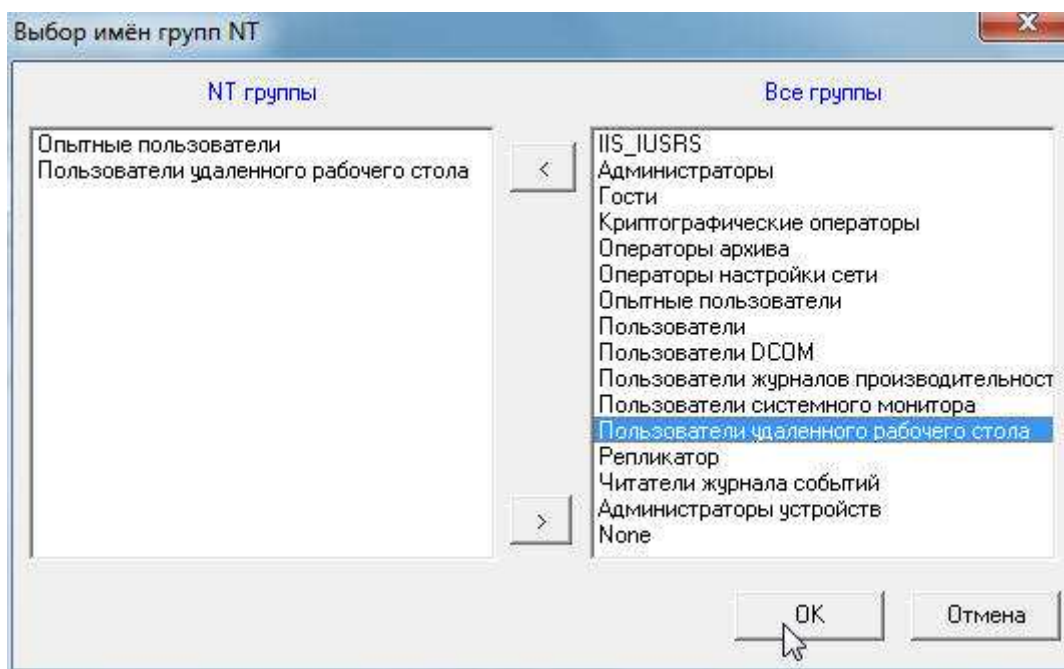 Выбор имён групп NT
NT группы
Все группы
Опытные пользователи
Пользователи удаленного рабочего стола
<
>
IIS_IUSRS
Администраторы
Гости
Криптографические операторы
Операторы архива
Операторы настройки сети
Опытные пользователи
Пользователи
Пользователи DCOM
Пользователи журналов производительност
Пользователи системного монитора
Пользователи удаленного рабочего стола
Репликатор
Читатели журнала событий
Администраторы устройств
None
OK
Отмена